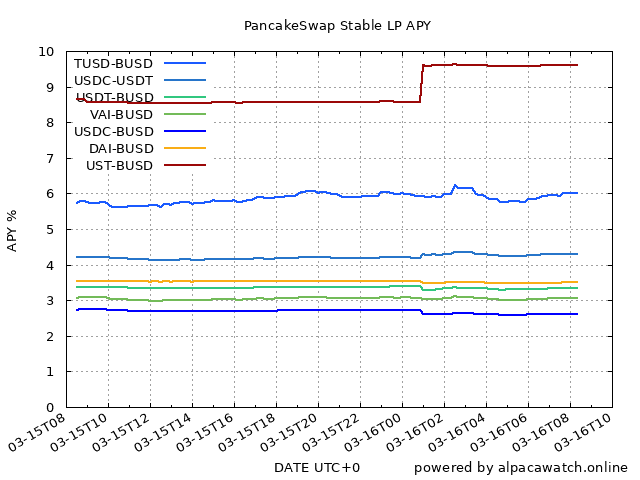 PancakeSwap Stable LP APY
10
9
8
7
6
5
4
3
2
1
0
APY %
TUSD-BUSD
USDC-USDT
USDT-BUSD
VAI-BUSD
USDC-BUSD
DAI-BUSD
UST-BUSD
03-15T08
03-15T10
03-15T12
03-15T14
03-15T16
03-15T18
03-15T20
03-15T22
03-16T00
03-16T02
03-16T04
03-16T06
03-16T08
03-16T10
DATE UTC+0
powered by alpacawatch.online